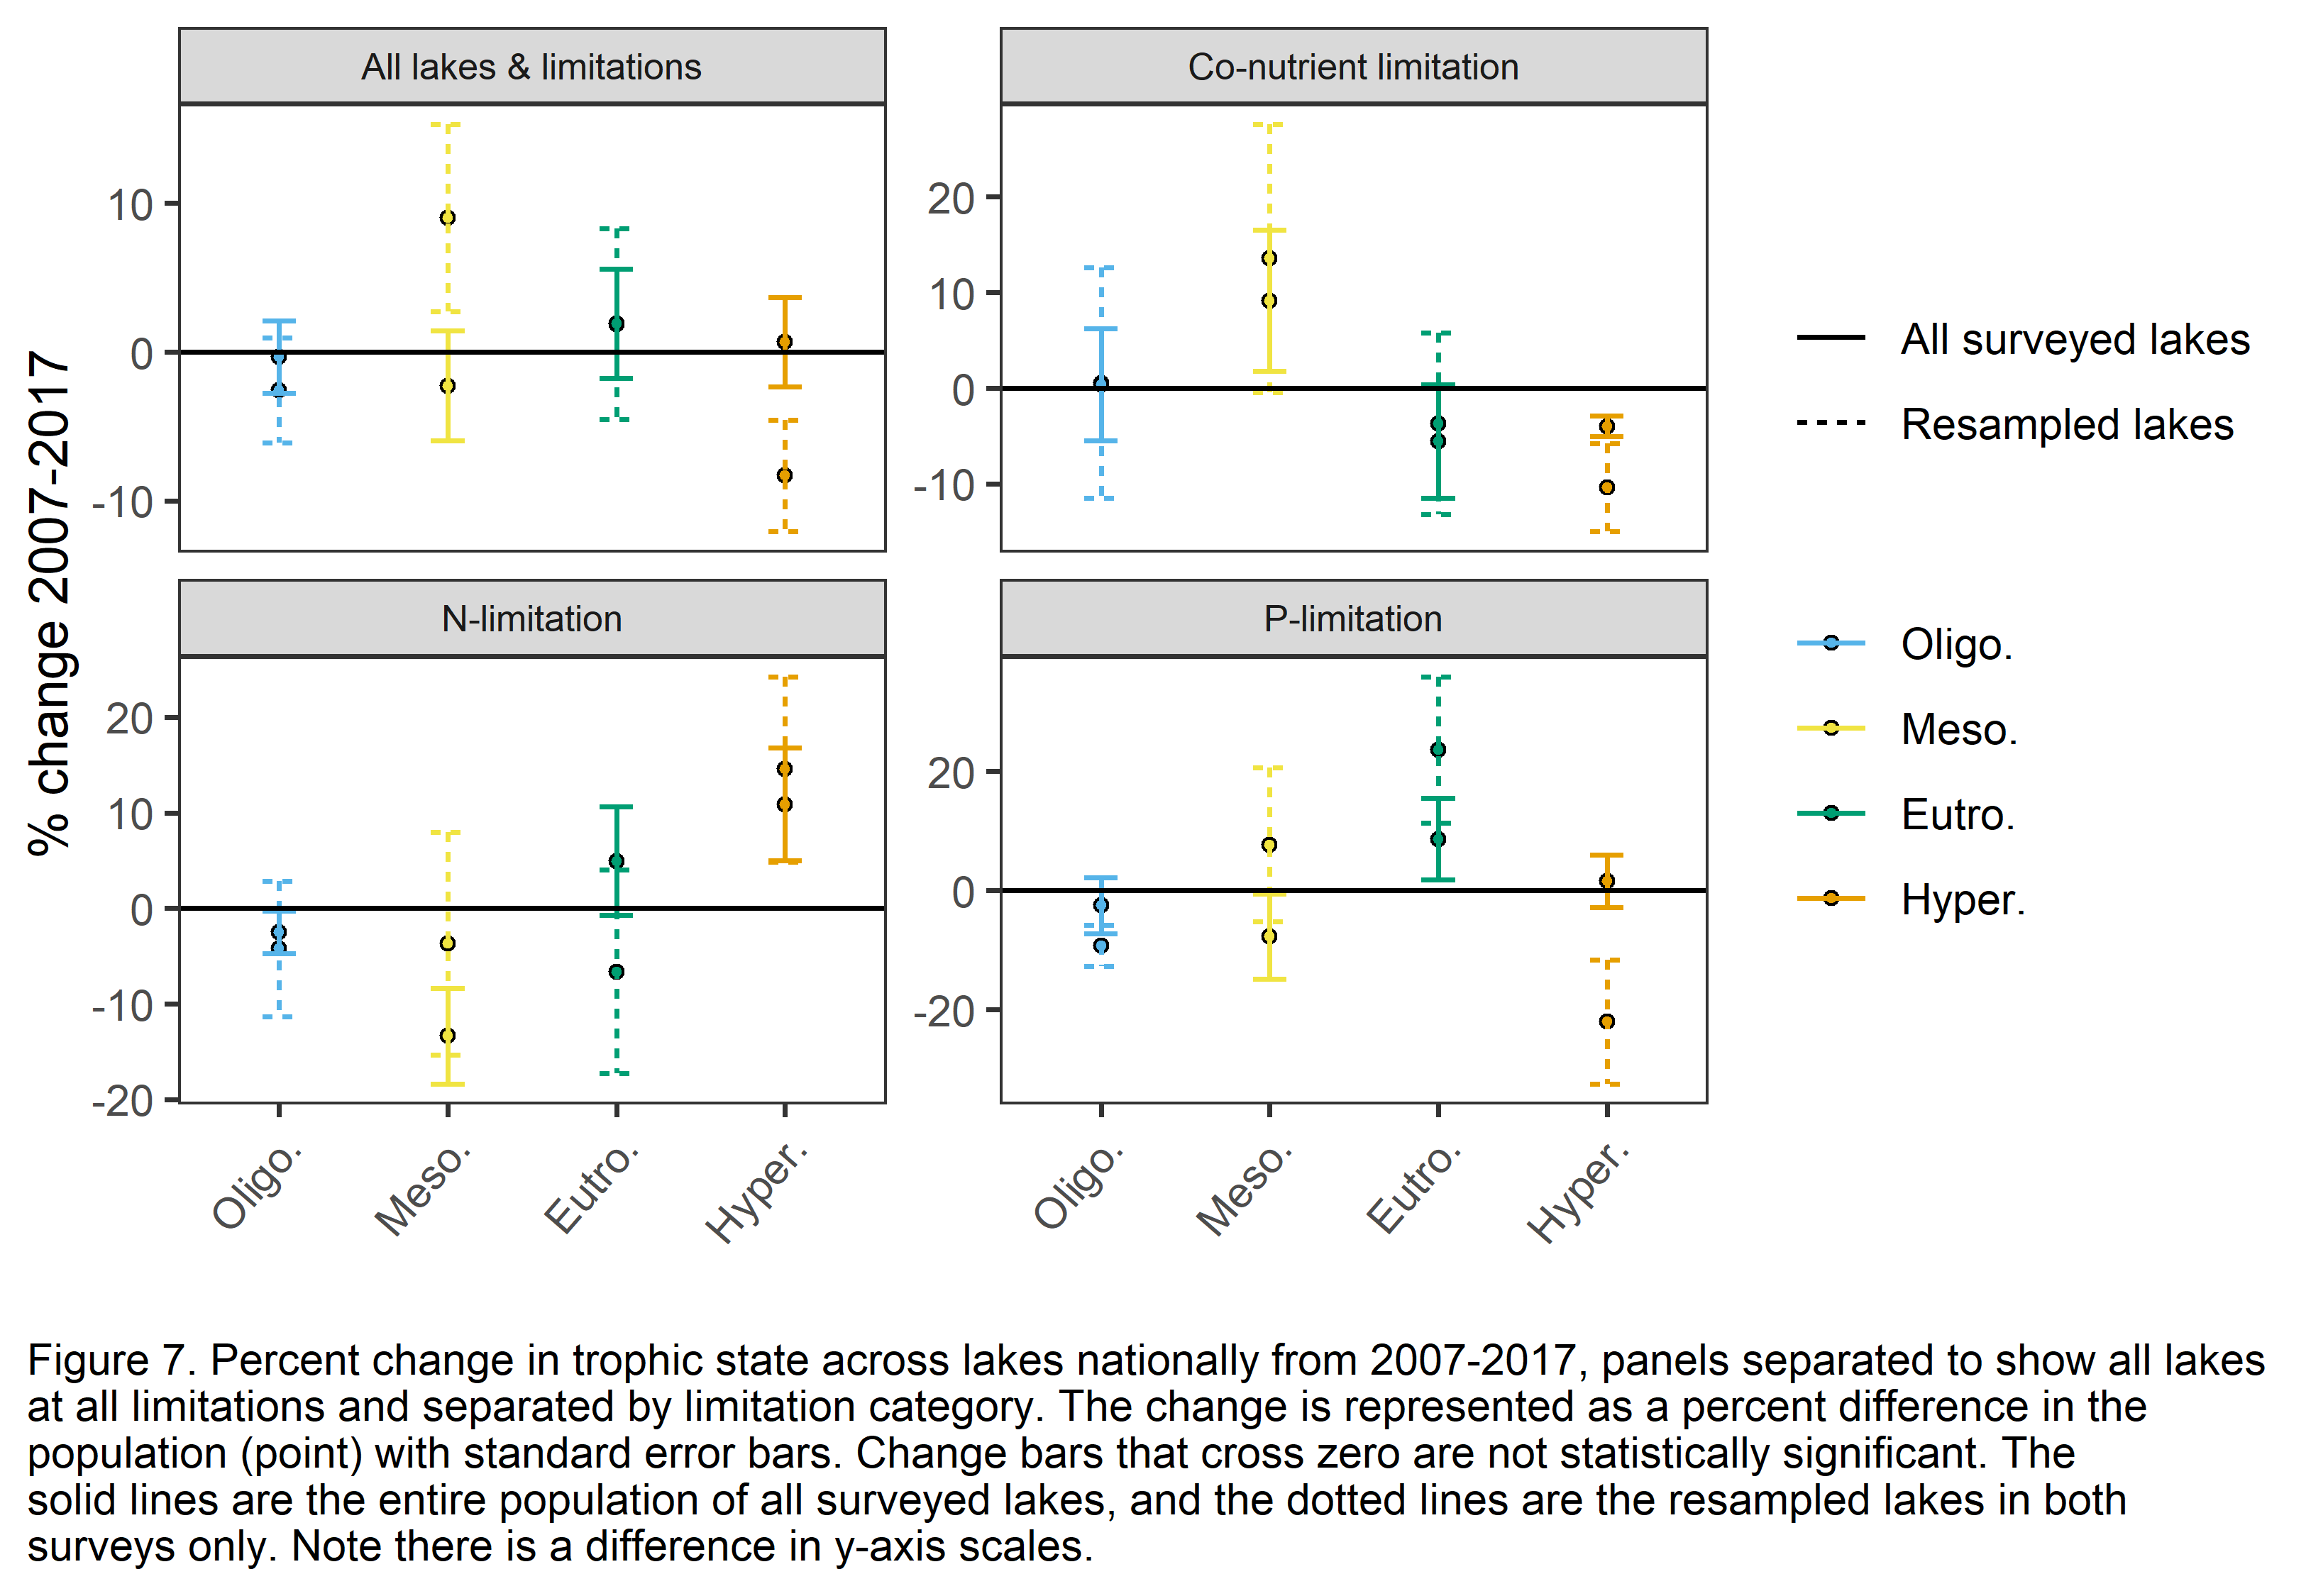 All lakes & limitations
Co-nutrient limitation
10
0
-10
20
10
0
-10
N-limitation
P-limitation
20
10
0
-10
-20
20
0
-20
% change 2007-2017
Oligo.
Meso.
Eutro.
Hyper.
Oligo.
Meso.
Eutro.
Hyper.
All surveyed lakes
Resampled lakes
Oligo.
Meso.
Eutro.
Hyper.
Figure 7. Percent change in trophic state across lakes nationally from 2007-2017, panels separated to show all lakes
at all limitations and separated by limitation category. The change is represented as a percent difference in the
population (point) with standard error bars. Change bars that cross zero are not statistically significant. The
solid lines are the entire population of all surveyed lakes, and the dotted lines are the resampled lakes in both
surveys only. Note there is a difference in y-axis scales.